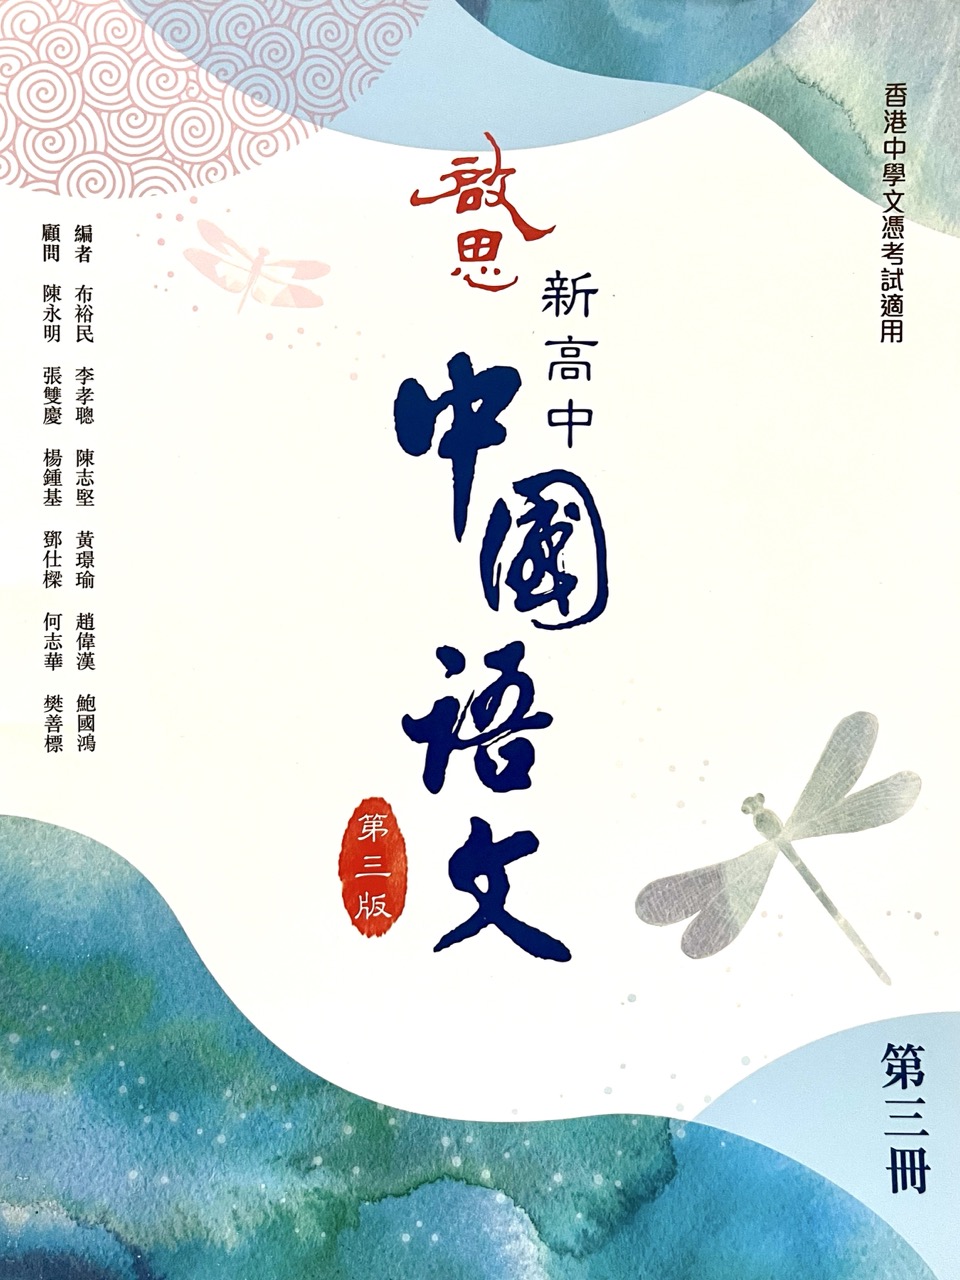 香港中學文憑考試適用
啟思
新高中
中國語文
第三版
編者 布裕民 李孝聰 陳志堅 黃璟瑜 趙偉漢 鮑國鴻
顧問 陳永明 張雙慶 楊鍾基 鄧仕樑 何志華 樊善標
第三冊